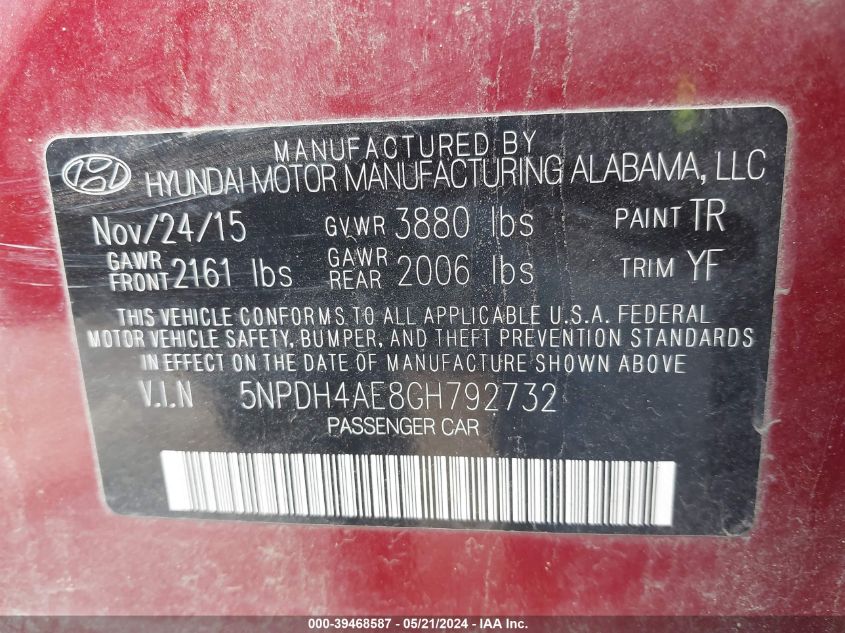 MANUFACTURED BY
HYUNDAI MOTOR MANUFACTURING ALABAMA, LLC
Nov/24/15 GVWR 3880 lbs PAINT TR
GAWR FRONT 2161 lbs GAWR REAR 2006 lbs TRIM YF
THIS VEHICLE CONFORMS TO ALL APPLICABLE U.S.A. FEDERAL
MOTOR VEHICLE SAFETY, BUMPER, AND THEFT PREVENTION STANDARDS
IN EFFECT ON THE DATE OF MANUFACTURE SHOWN ABOVE
V.I.N 5NPDH4AE8GH792732
PASSENGER CAR
000-39468587 - 05/21/2024 - IAA Inc.